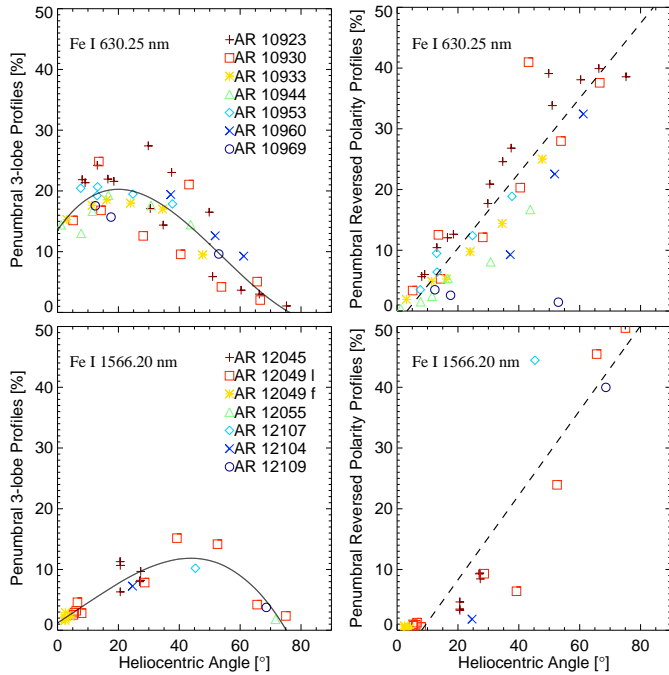 Penumbral 3-lobe Profiles [%]
50
40
30
20
10
0
Fe I 630.25 nm
AR 10923
AR 10930
AR 10933
AR 10944
AR 10953
AR 10960
AR 10969
Penumbral Reversed Polarity Profiles [%]
50
40
30
20
10
0
Fe I 630.25 nm
Penumbral 3-lobe Profiles [%]
50
40
30
20
10
0
Fe I 1566.20 nm
AR 12045
AR 12049 l
AR 12049 f
AR 12055
AR 12107
AR 12104
AR 12109
0 20 40 60 80
Heliocentric Angle [°]
Penumbral Reversed Polarity Profiles [%]
50
40
30
20
10
0
Fe I 1566.20 nm
0 20 40 60 80
Heliocentric Angle [°]